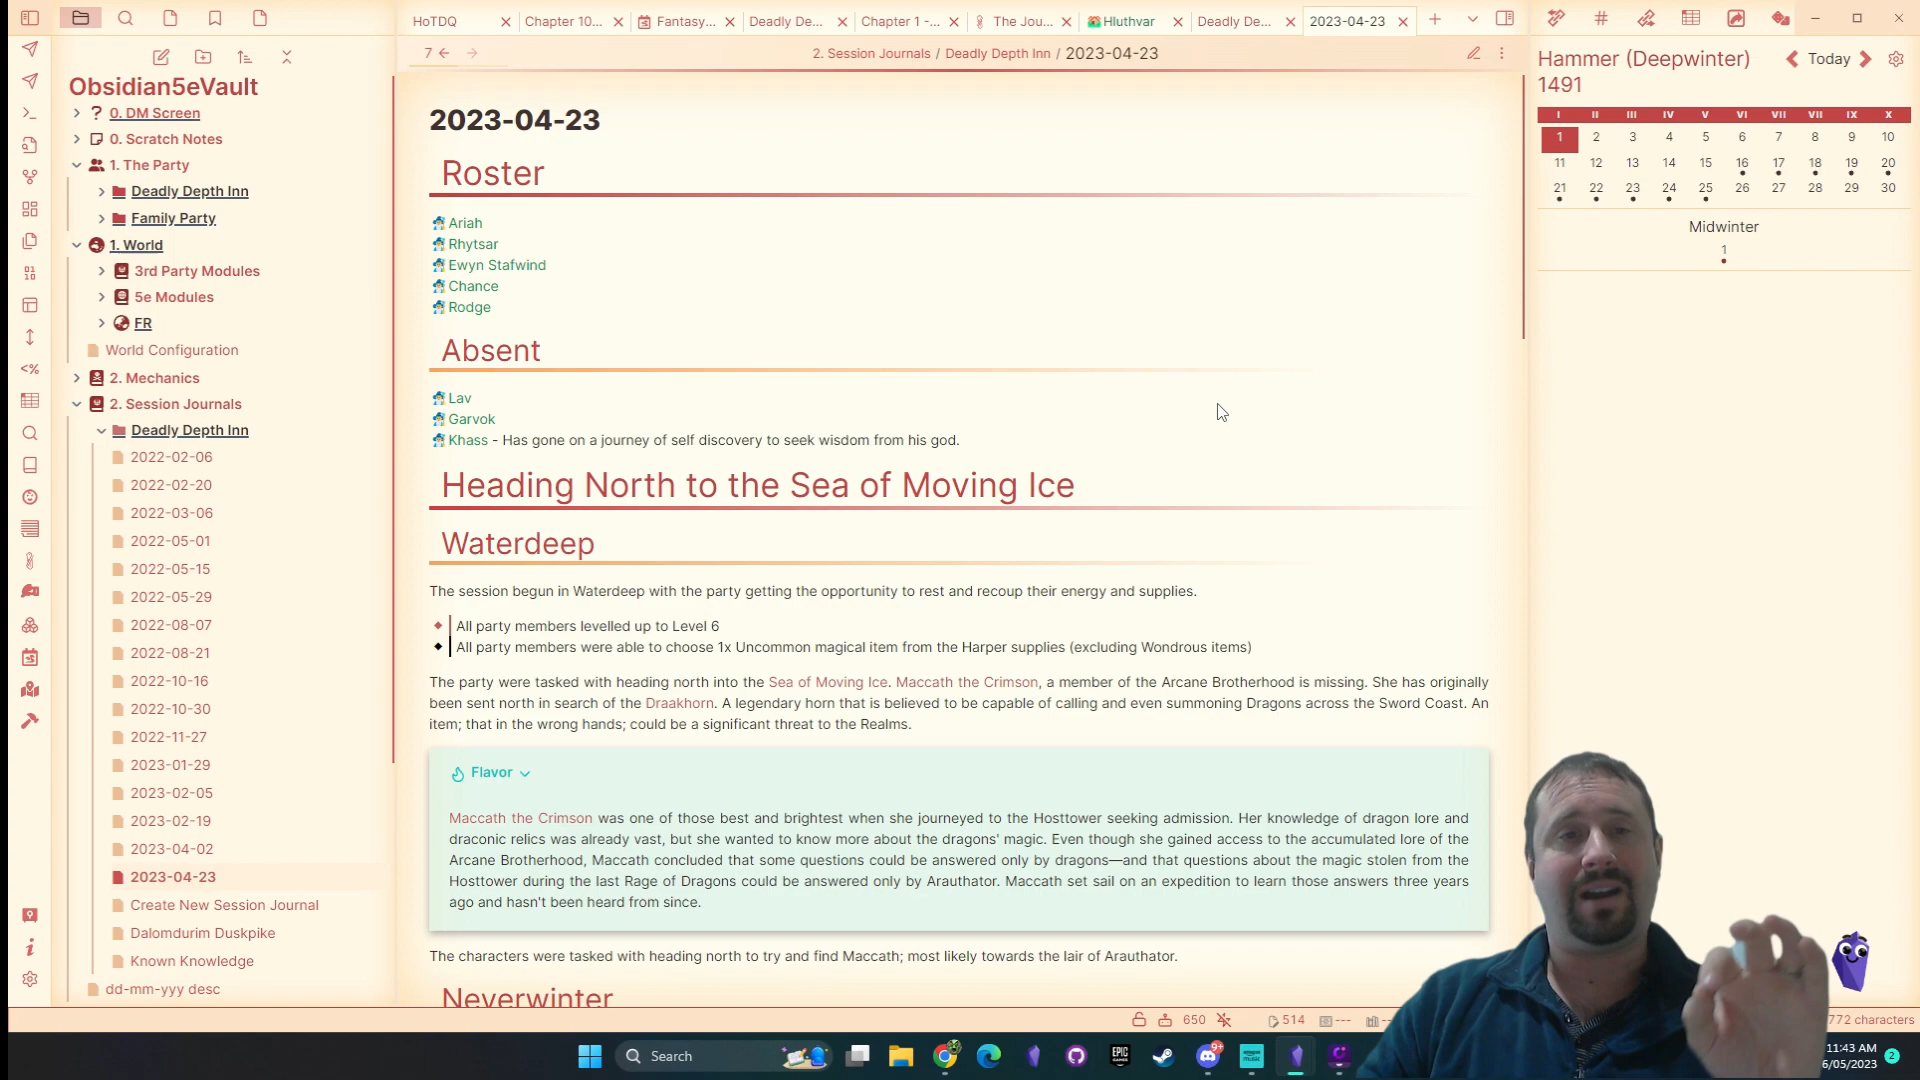 HoTDQ
Chapter 10...
Fantasy...
Deadly De...
Chapter 1 -...
The Jou...
Hluthvar
Deadly De...
2023-04-23
7
2. Session Journals / Deadly Depth Inn / 2023-04-23
Obsidian5eVault
0. DM Screen
0. Scratch Notes
1. The Party
Deadly Depth Inn
Family Party
1. World
3rd Party Modules
5e Modules
FR
World Configuration
2. Mechanics
2. Session Journals
Deadly Depth Inn
2022-02-06
2022-02-20
2022-03-06
2022-05-01
2022-05-15
2022-05-29
2022-08-07
2022-08-21
2022-10-16
2022-10-30
2022-11-27
2023-01-29
2023-02-05
2023-02-19
2023-04-02
2023-04-23
Create New Session Journal
Dalomdurim Duskpike
Known Knowledge
dd-mm-yyy desc
2023-04-23
Roster
Ariah
Rhytsar
Ewyn Stafwind
Chance
Rodge
Absent
Lav
Garvok
Khass - Has gone on a journey of self discovery to seek wisdom from his god.
Heading North to the Sea of Moving Ice
Waterdeep
The session begun in Waterdeep with the party getting the opportunity to rest and recoup their energy and supplies.
All party members levelled up to Level 6
All party members were able to choose 1x Uncommon magical item from the Harper supplies (excluding Wondrous items)
The party were tasked with heading north into the Sea of Moving Ice. Maccath the Crimson, a member of the Arcane Brotherhood is missing. She has originally
been sent north in search of the Draakhorn. A legendary horn that is believed to be capable of calling and even summoning Dragons across the Sword Coast. An
item; that in the wrong hands; could be a significant threat to the Realms.
Flavor
Maccath the Crimson was one of those best and brightest when she journeyed to the Hosttower seeking admission. Her knowledge of dragon lore and
draconic relics was already vast, but she wanted to know more about the dragons' magic. Even though she gained access to the accumulated lore of the
Arcane Brotherhood, Maccath concluded that some questions could be answered only by dragons—and that questions about the magic stolen from the
Hosttower during the last Rage of Dragons could be answered only by Arauthator. Maccath set sail on an expedition to learn those answers three years
ago and hasn't been heard from since.
The characters were tasked with heading north to try and find Maccath; most likely towards the lair of Arauthator.
Neverwinter
Hammer (Deepwinter)
1491
Today
I II III IV V VI VII VII IX X
1 2 3 4 5 6 7 8 9 10
11 12 13 14 15 16 17 18 19 20
21 22 23 24 25 26 27 28 29 30
Midwinter
1
650
514
---
772 characters
Search
EPIC GAMES
9+
music
11:43 AM
6/05/2023
2